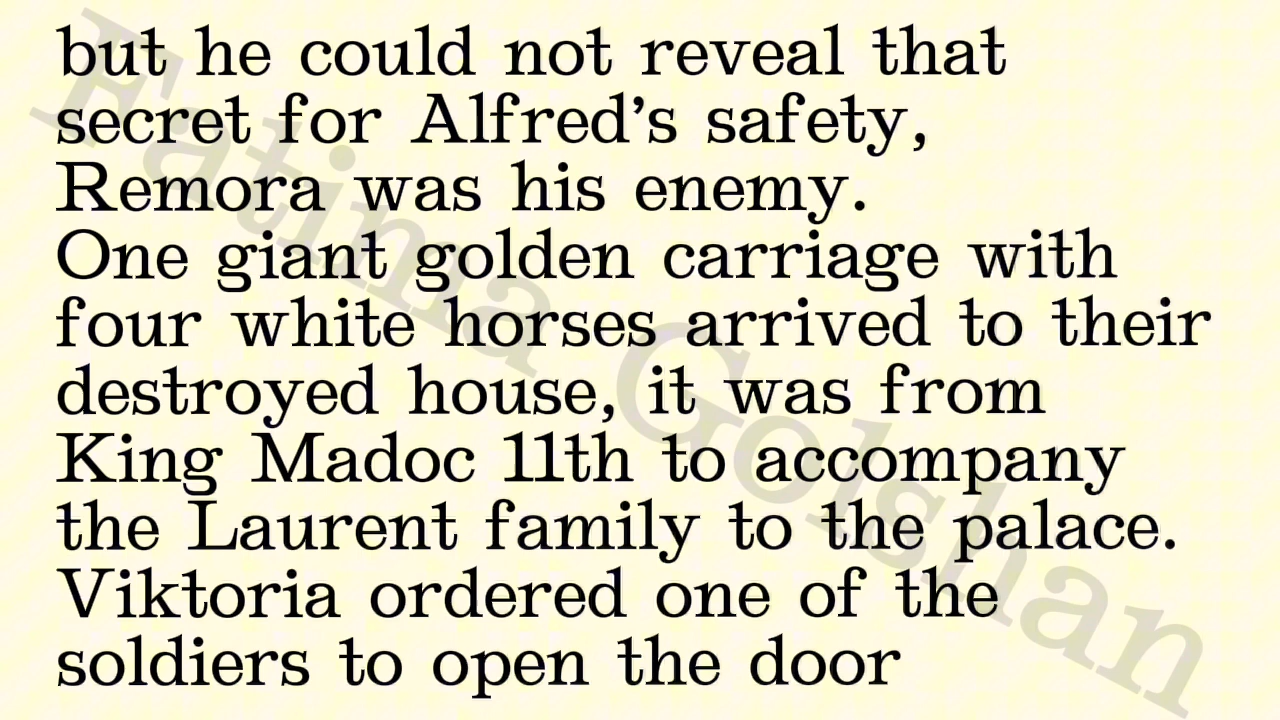 but he could not reveal that
secret for Alfred’s safety,
Remora was his enemy.
One giant golden carriage with
four white horses arrived to their
destroyed house, it was from
King Madoc 11th to accompany
the Laurent family to the palace.
Viktoria ordered one of the
soldiers to open the door
Fatima Golshan